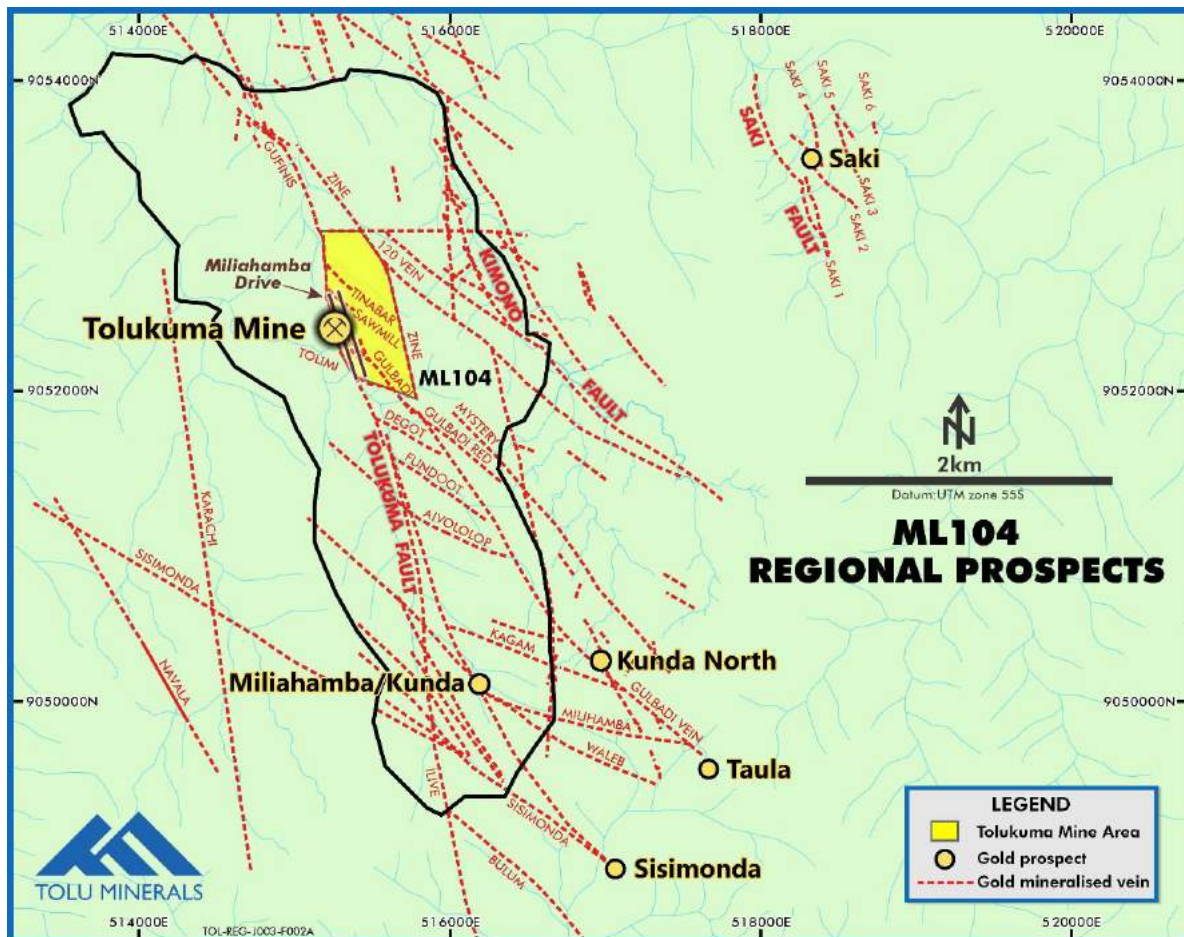 514000E
516000E
518000E
520000E
9054000N
9054000N
SAKI 4
SAKI 5
SAKI 6
SAKI
Saki
GUFINIS
ZINE
SAKI 3
FAULT
SAKI 2
SAKI 1
120 VEIN
KIMONO
Miliahamba
Drive
TINABAR
SAWMILL
Tolukuma Mine
ZINE
TOLIMI
GULBADI
ML104
FAULT
9052000N
9052000N
MYSTERY
GULBADI RED
DEGOT
N
2km
Datum:UTM zone 55S
TOLUKUMA FAULT
FUNDOOT
AIVOLOLOP
KARACHI
ML104
REGIONAL PROSPECTS
SISIMONDA
KAGAM
Kunda North
NAVALA
Miliahamba/Kunda
GULBADI VEIN
9050000N
9050000N
MILIHAMBA
WALEB
Taula
ILIVE
SISIMONDA
Sisimonda
BULUM
LEGEND
Tolukuma Mine Area
Gold prospect
Gold mineralised vein
TOLU MINERALS
TOL-REG-J003-F002A
514000E
516000E
518000E
520000E